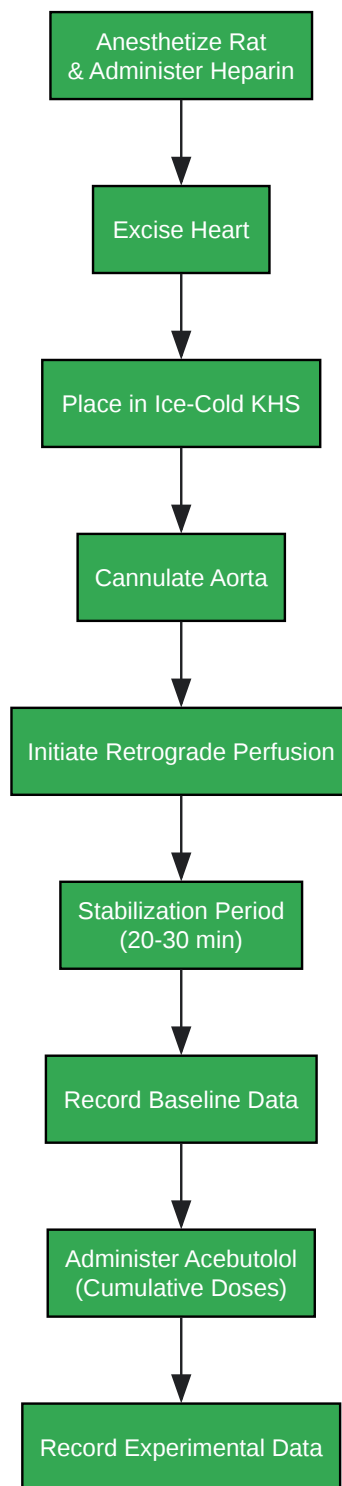 Anesthetize Rat
& Administer Heparin
Excise Heart
Place in Ice-Cold KHS
Cannulate Aorta
Initiate Retrograde Perfusion
Stabilization Period
(20-30 min)
Record Baseline Data
Administer Acebutolol
(Cumulative Doses)
Record Experimental Data